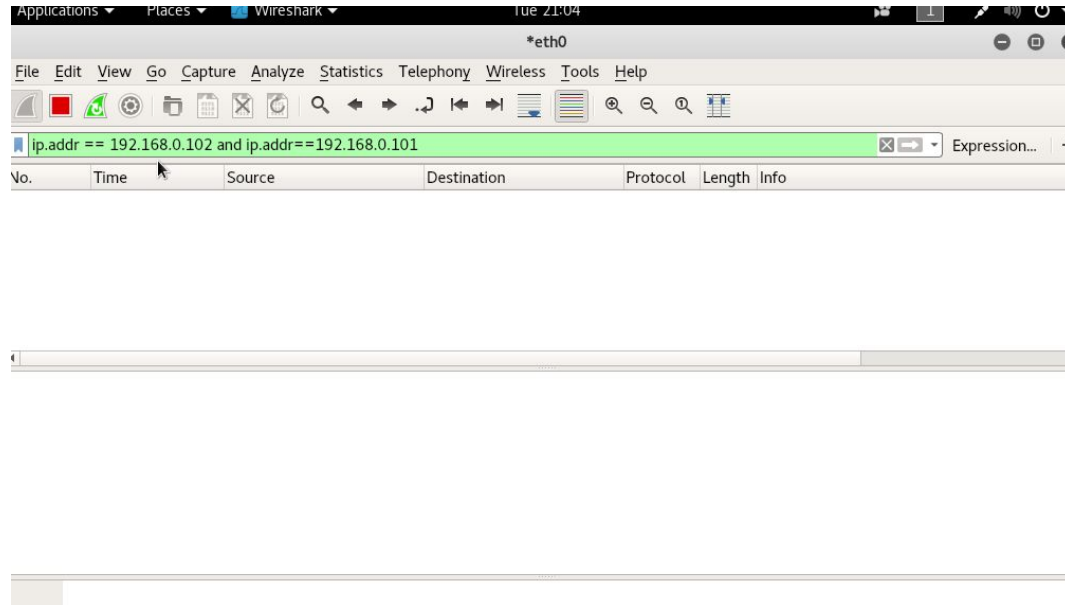 Applications Places Wireshark Tue 21:04 1
*eth0
File Edit View Go Capture Analyze Statistics Telephony Wireless Tools Help
ip.addr == 192.168.0.102 and ip.addr==192.168.0.101 Expression...
No. Time Source Destination Protocol Length Info